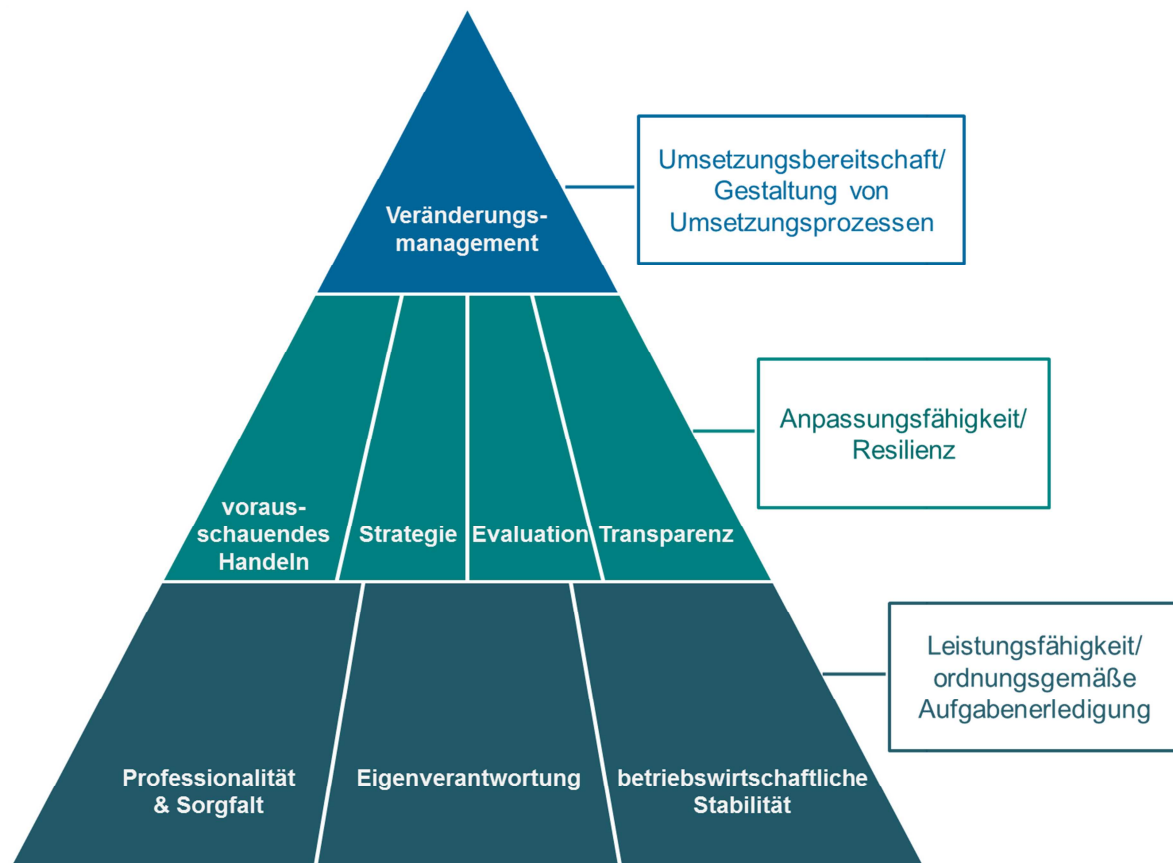 Veränderungs-
management
Umsetzungsbereitschaft/
Gestaltung von
Umsetzungsprozessen
voraus-
schauendes
Handeln
Strategie
Evaluation
Transparenz
Anpassungsfähigkeit/
Resilienz
Professionalität
& Sorgfalt
Eigenverantwortung
betriebswirtschaftliche
Stabilität
Leistungsfähigkeit/
ordnungsgemäße
Aufgabenerledigung